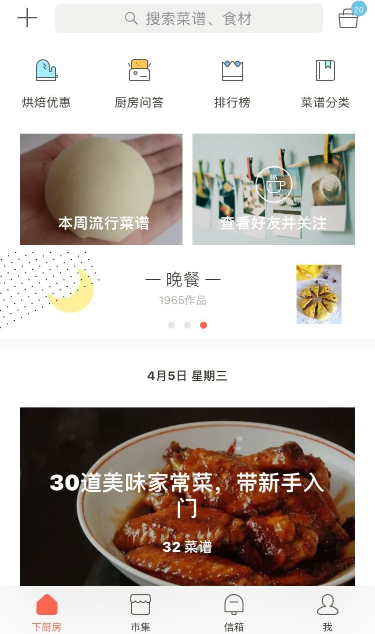 搜索菜谱、食材
20
烘焙优惠
厨房问答
排行榜
菜谱分类
本周流行菜谱
查看好友并关注
— 晚餐 —
1965作品
4月5日 星期三
30道美味家常菜，带新手入
门
32 菜谱
下厨房
市集
信箱
我